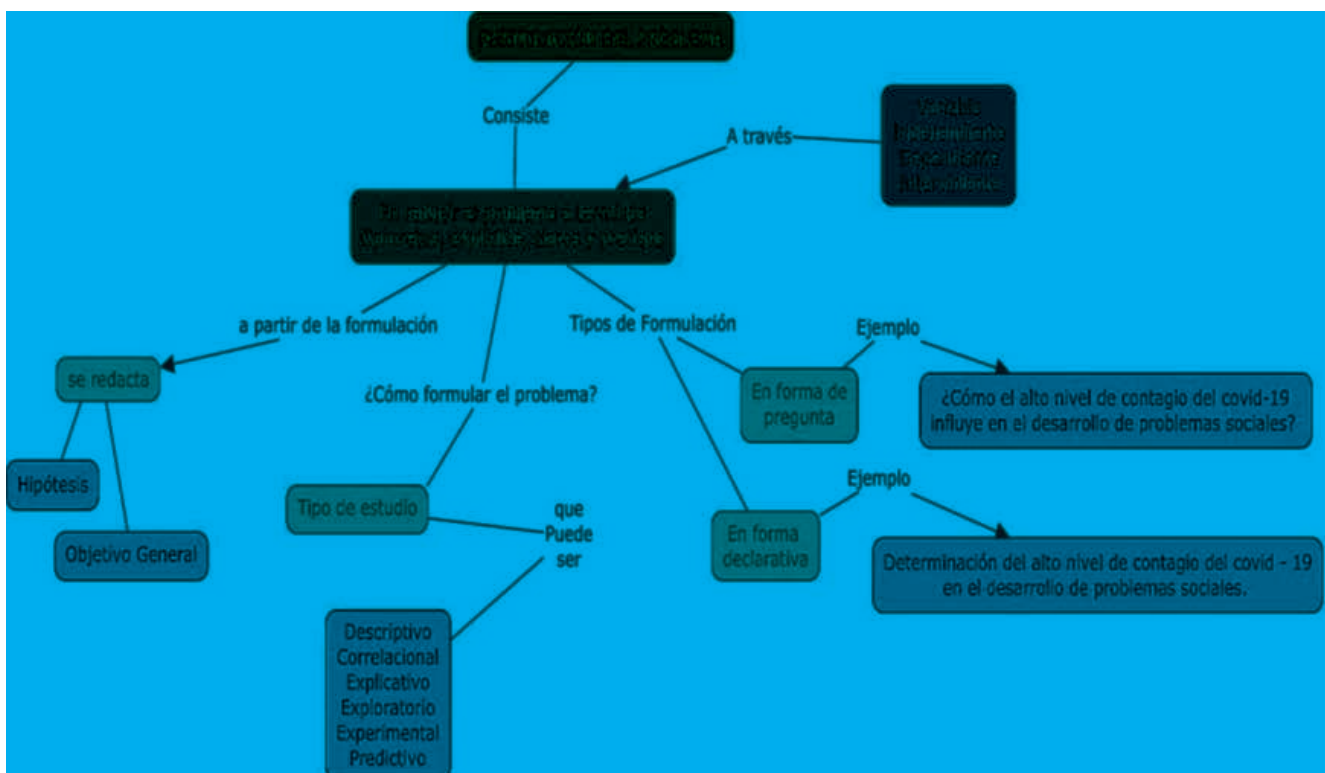 Consiste
A través
a partir de la formulación
Tipos de Formulación
Ejemplo
se redacta
¿Cómo formular el problema?
En forma de
pregunta
¿Cómo el alto nivel de contagio del covid-19
influye en el desarrollo de problemas sociales?
Hipótesis
Objetivo General
Tipo de estudio
que
Puede
ser
Ejemplo
En forma
declarativa
Determinación del alto nivel de contagio del covid - 19
en el desarrollo de problemas sociales.
Descriptivo
Correlacional
Explicativo
Exploratorio
Experimental
Predictivo